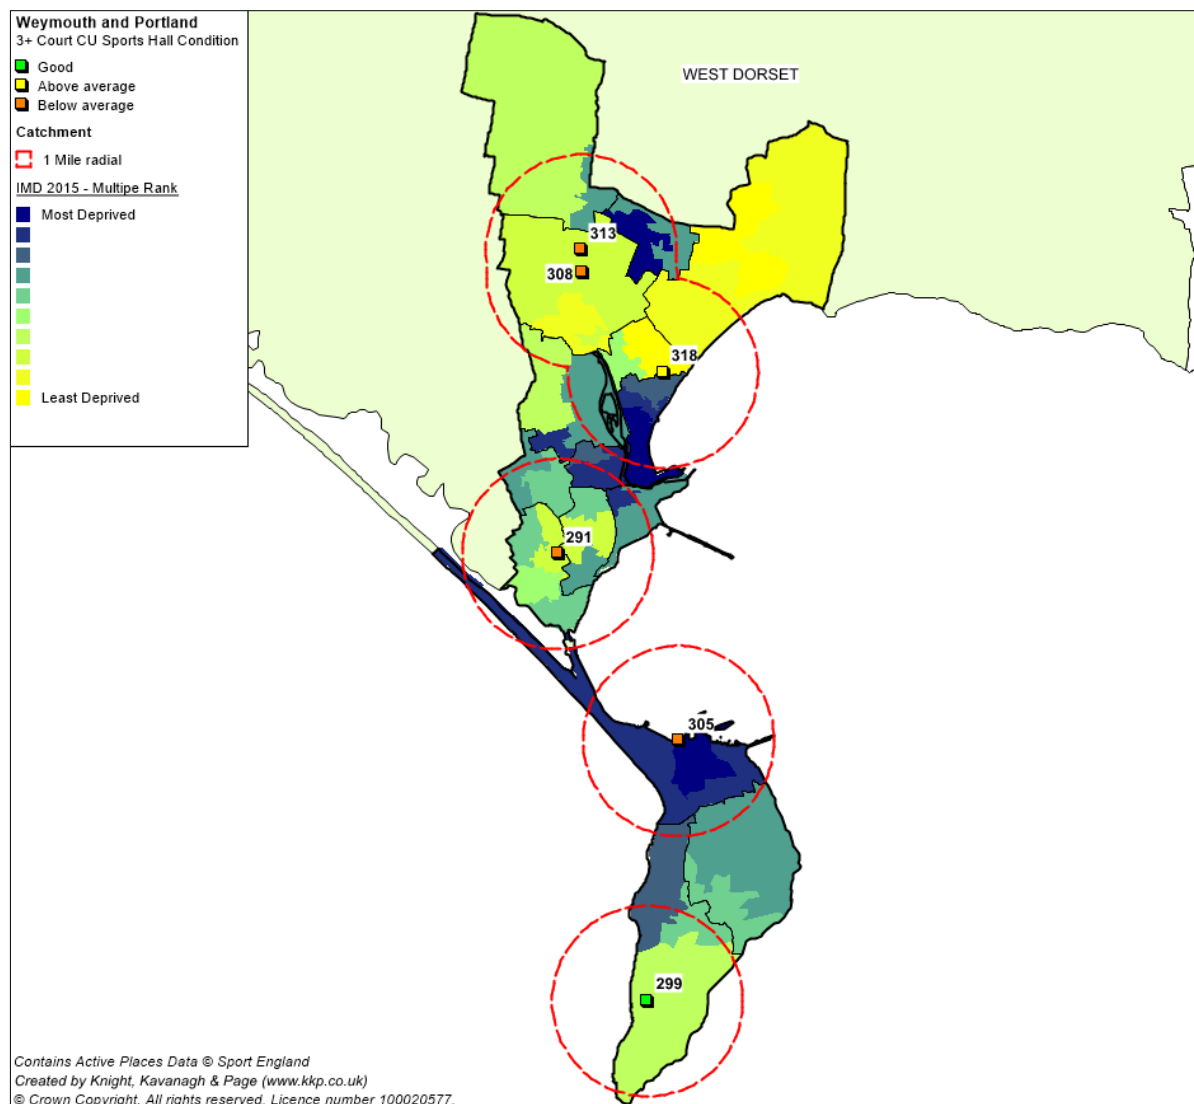 Weymouth and Portland
3+ Court CU Sports Hall Condition
Good
Above average
Below average
Catchment
1 Mile radial
IMD 2015 - Multipe Rank
Most Deprived
Least Deprived
WEST DORSET
313
308
318
291
305
299
Contains Active Places Data © Sport England
Created by Knight, Kavanagh & Page (www.kkp.co.uk)
© Crown Copyright. All rights reserved. Licence number 100020577.